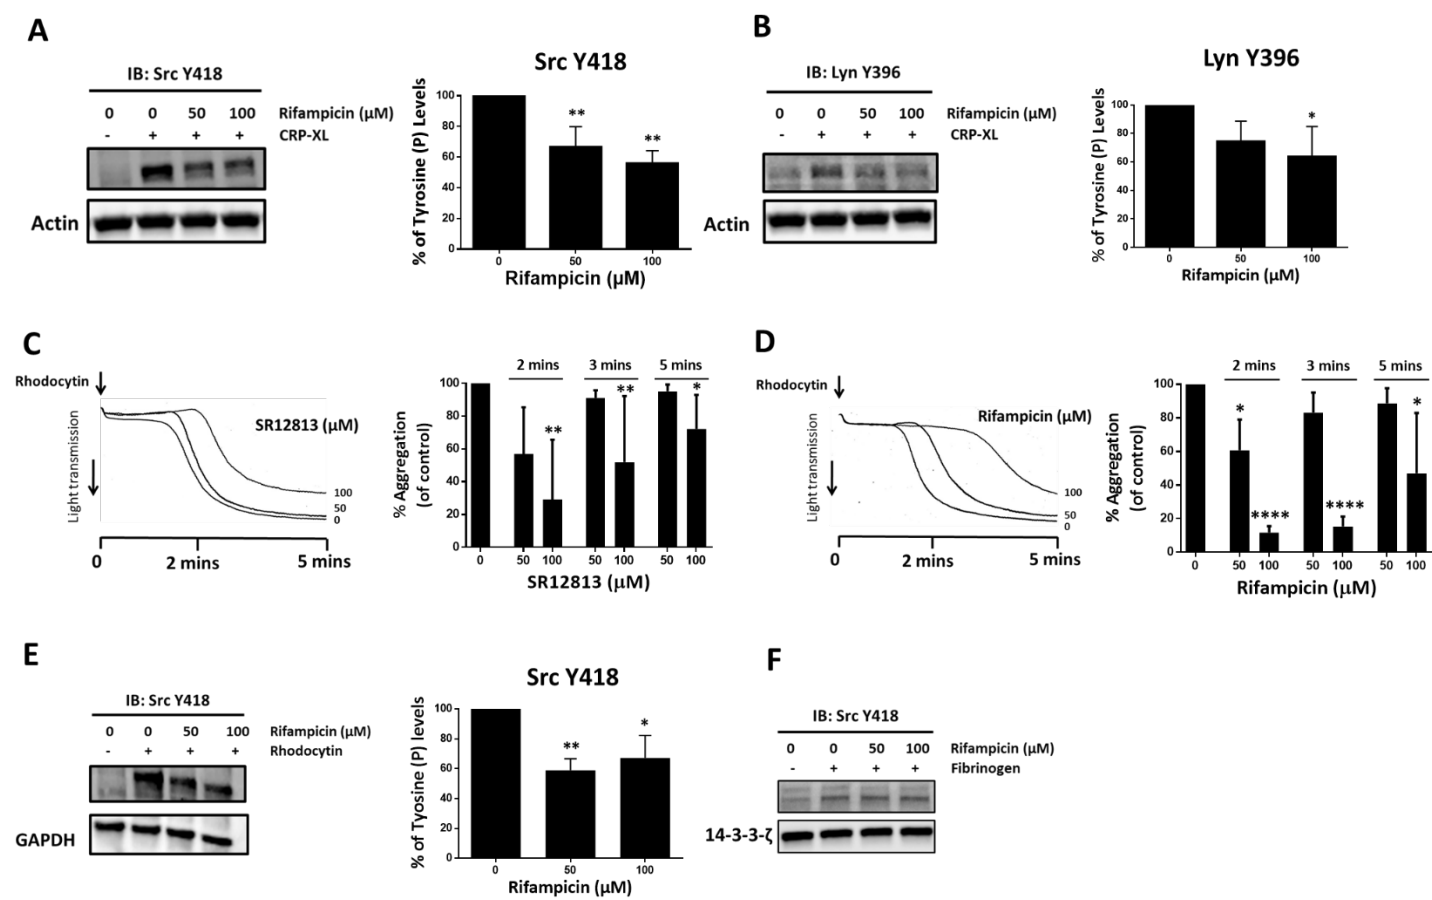 A
IB: Src Y418
0 0 50 100 Rifampicin (μM)
- + + + CRP-XL
Actin
Src Y418
% of Tyrosine (P) Levels
100
80
60
40
20
0
** **
0 50 100
Rifampicin (μM)
B
IB: Lyn Y396
0 0 50 100 Rifampicin (μM)
- + + + CRP-XL
Actin
Lyn Y396
% of Tyrosine (P) Levels
100
80
60
40
20
0
*
0 50 100
Rifampicin (μM)
C
Rhodocytin
Light transmission
SR12813 (μM)
100
50
0
0 2 mins 5 mins
% Aggregation
(of control)
100
80
60
40
20
0
2 mins 3 mins 5 mins
** ** *
0 50 100 50 100 50 100
SR12813 (μM)
D
Rhodocytin
Light transmission
Rifampicin (μM)
100
50
0
0 2 mins 5 mins
% Aggregation
(of control)
100
80
60
40
20
0
2 mins 3 mins 5 mins
* **** **** *
0 50 100 50 100 50 100
Rifampicin (μM)
E
IB: Src Y418
0 0 50 100 Rifampicin (μM)
- + + + Rhodocytin
GAPDH
Src Y418
% of Tyosine (P) levels
100
80
60
40
20
0
** *
0 50 100
Rifampicin (μM)
F
IB: Src Y418
0 0 50 100 Rifampicin (μM)
- + + + Fibrinogen
14-3-3-ζ